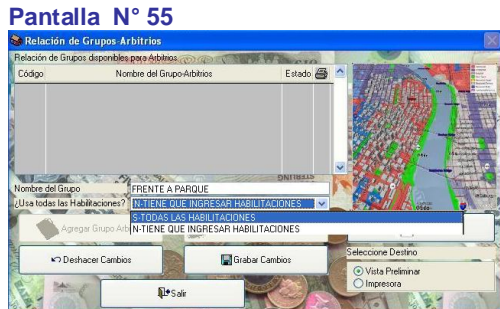 Pantalla N° 55
Relación de Grupos-Arbitrios
Relación de Grupos disponibles para Arbitrios
Código Nombre del Grupo-Arbitrios Estado
Nombre del Grupo FRENTE A PARQUE
¿Usa todas las Habilitaciones? N-TIENE QUE INGRESAR HABILITACIONES
S-TODAS LAS HABILITACIONES
N-TIENE QUE INGRESAR HABILITACIONES
Agregar Grupo Arb
Deshacer Cambios Grabar Cambios
Seleccione Destino
Vista Preliminar
Impresora
Salir